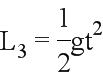 L₃ = 1/2 gt²